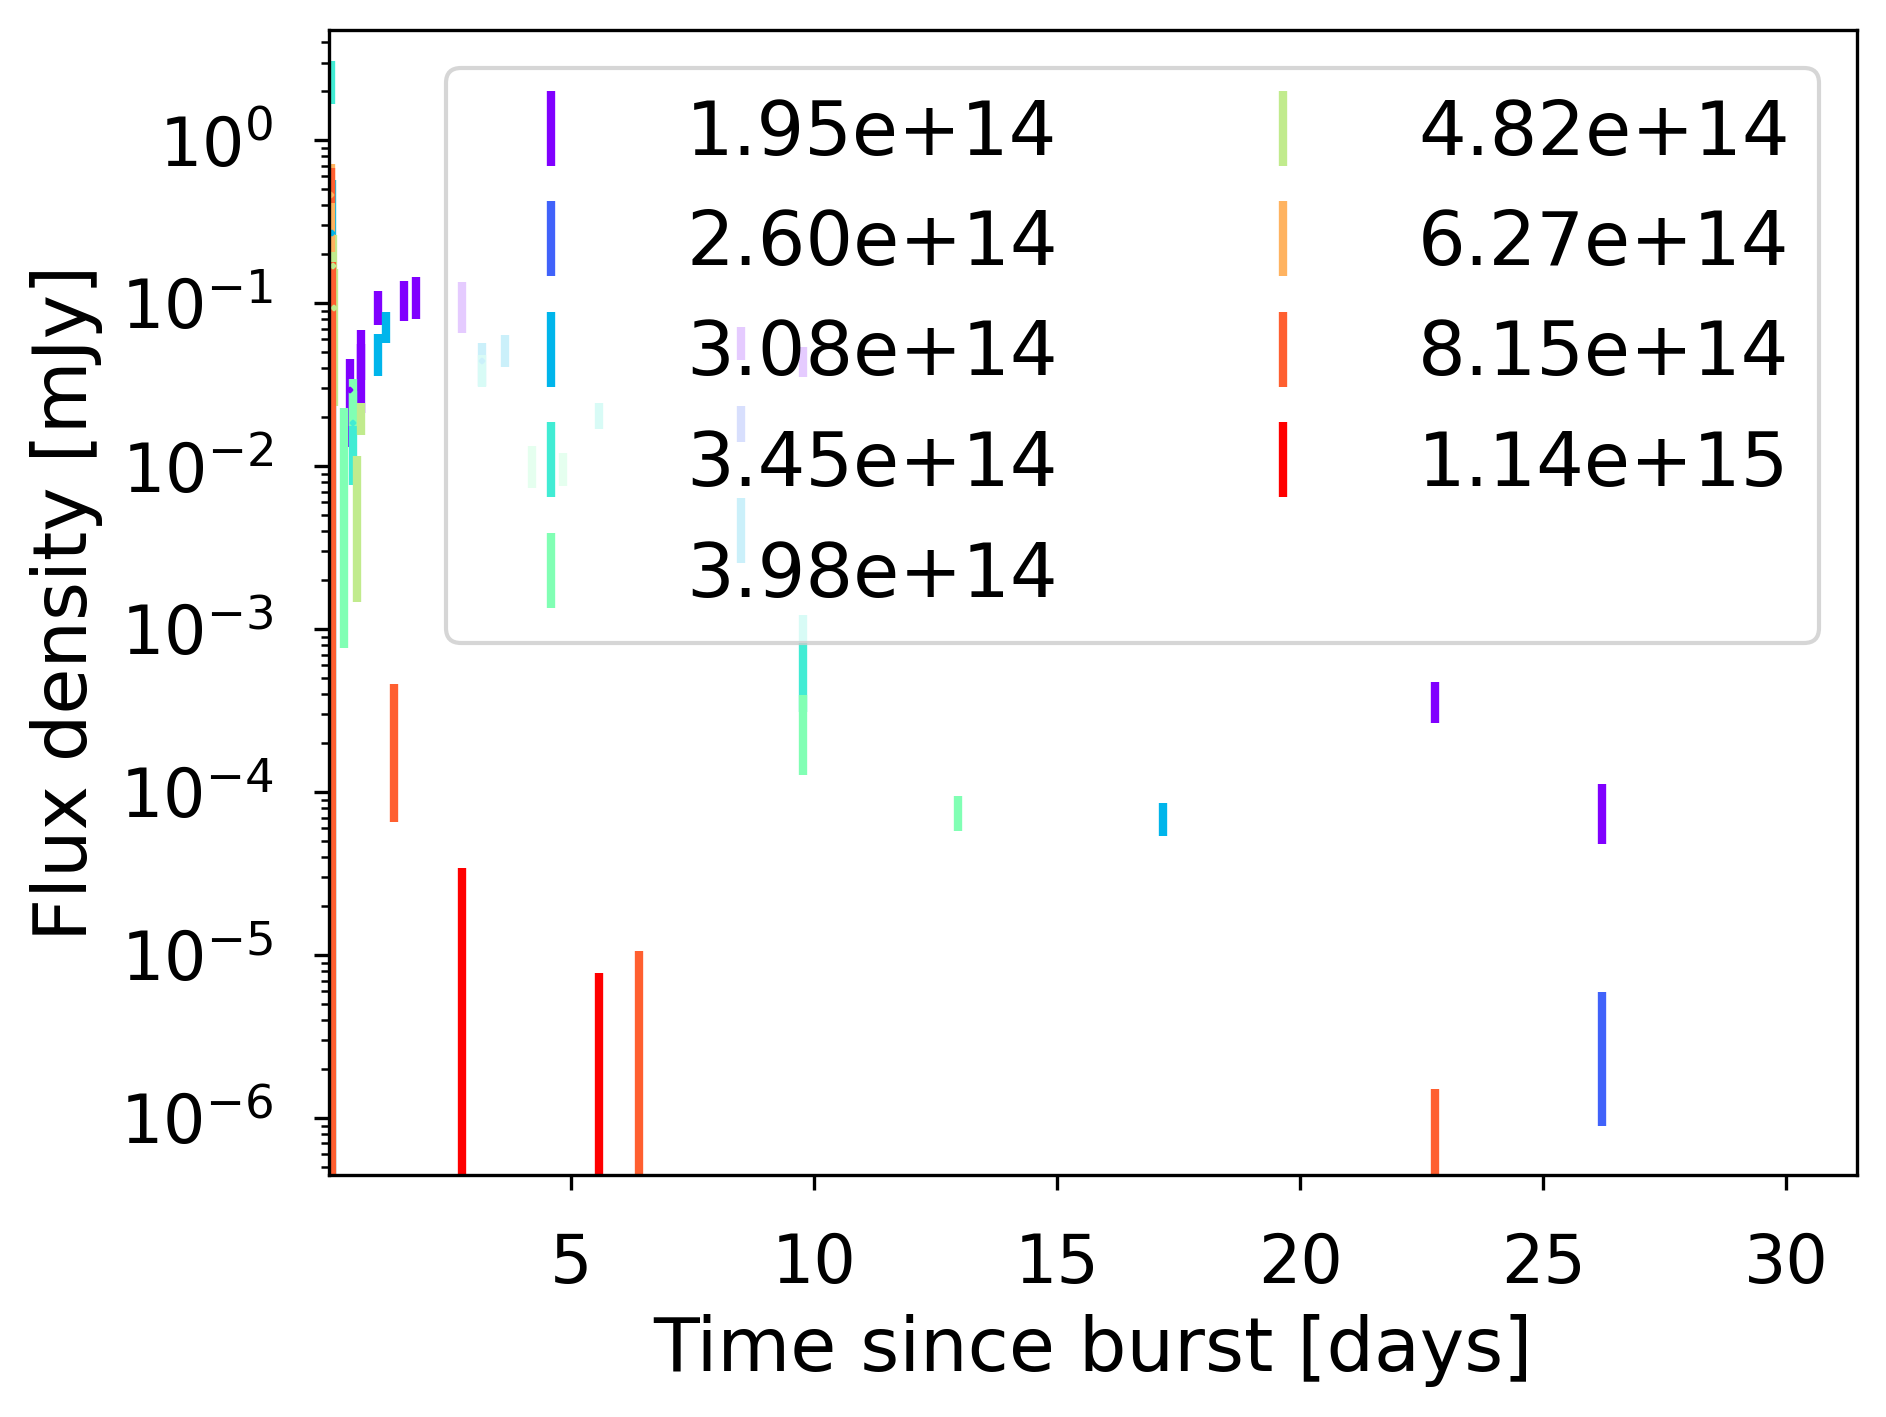 1.95e+14
2.60e+14
3.08e+14
3.45e+14
3.98e+14
4.82e+14
6.27e+14
8.15e+14
1.14e+15
Flux density [mJy]
10⁰
10⁻¹
10⁻²
10⁻³
10⁻⁴
10⁻⁵
10⁻⁶
5 10 15 20 25 30
Time since burst [days]